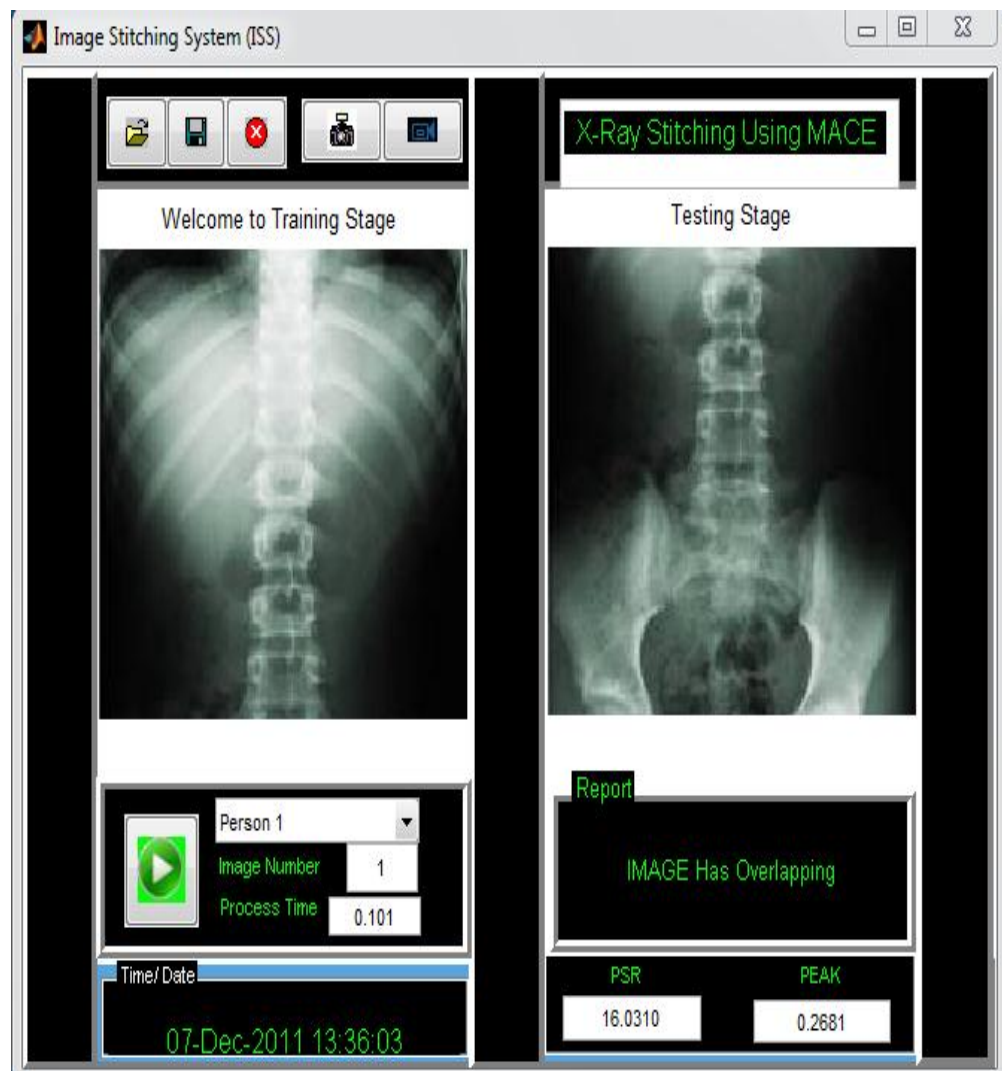 Image Stitching System (ISS)
X-Ray Stitching Using MACE
Welcome to Training Stage
Testing Stage
Person 1
Image Number 1
Process Time 0.101
Time/ Date
07-Dec-2011 13:36:03
Report
IMAGE Has Overlapping
PSR PEAK
16.0310 0.2681